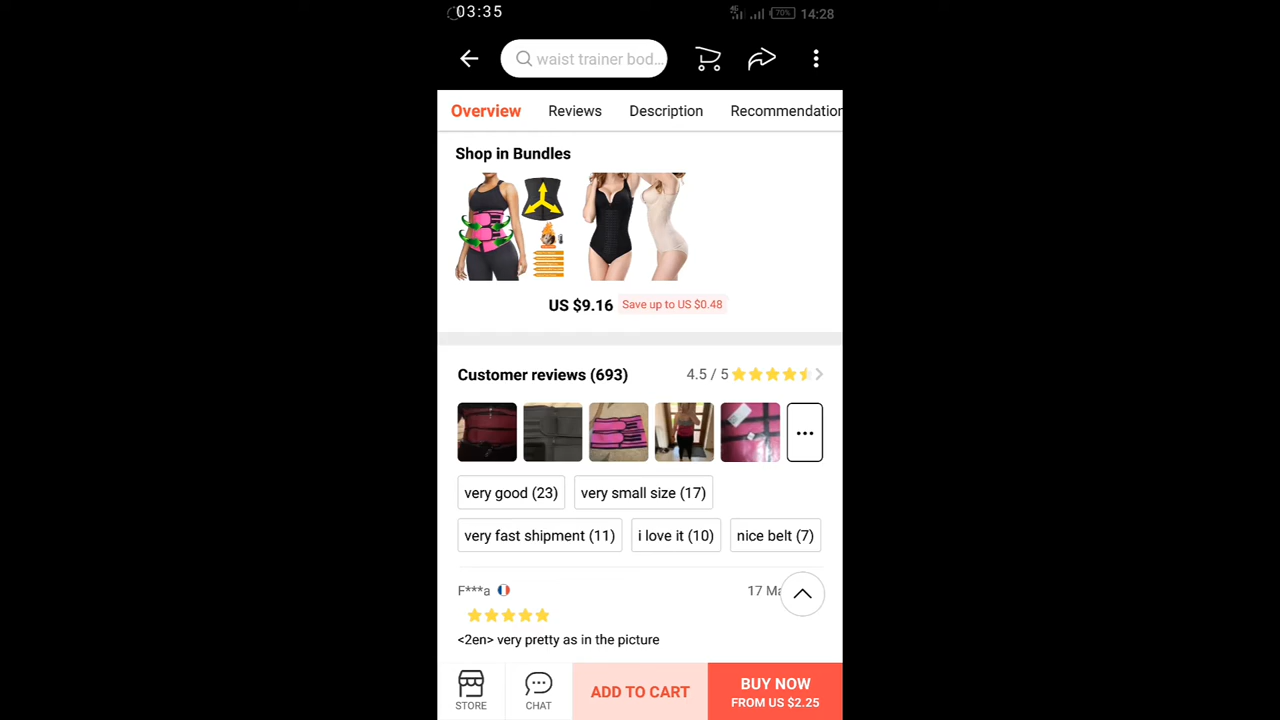 03:35
4G
70%
14:28
waist trainer bod...
Overview
Reviews
Description
Recommendation
Shop in Bundles
US $9.16
Save up to US $0.48
Customer reviews (693)
4.5 / 5
...
very good (23)
very small size (17)
very fast shipment (11)
i love it (10)
nice belt (7)
F***a
17 Ma
<2en> very pretty as in the picture
STORE
CHAT
ADD TO CART
BUY NOW
FROM US $2.25